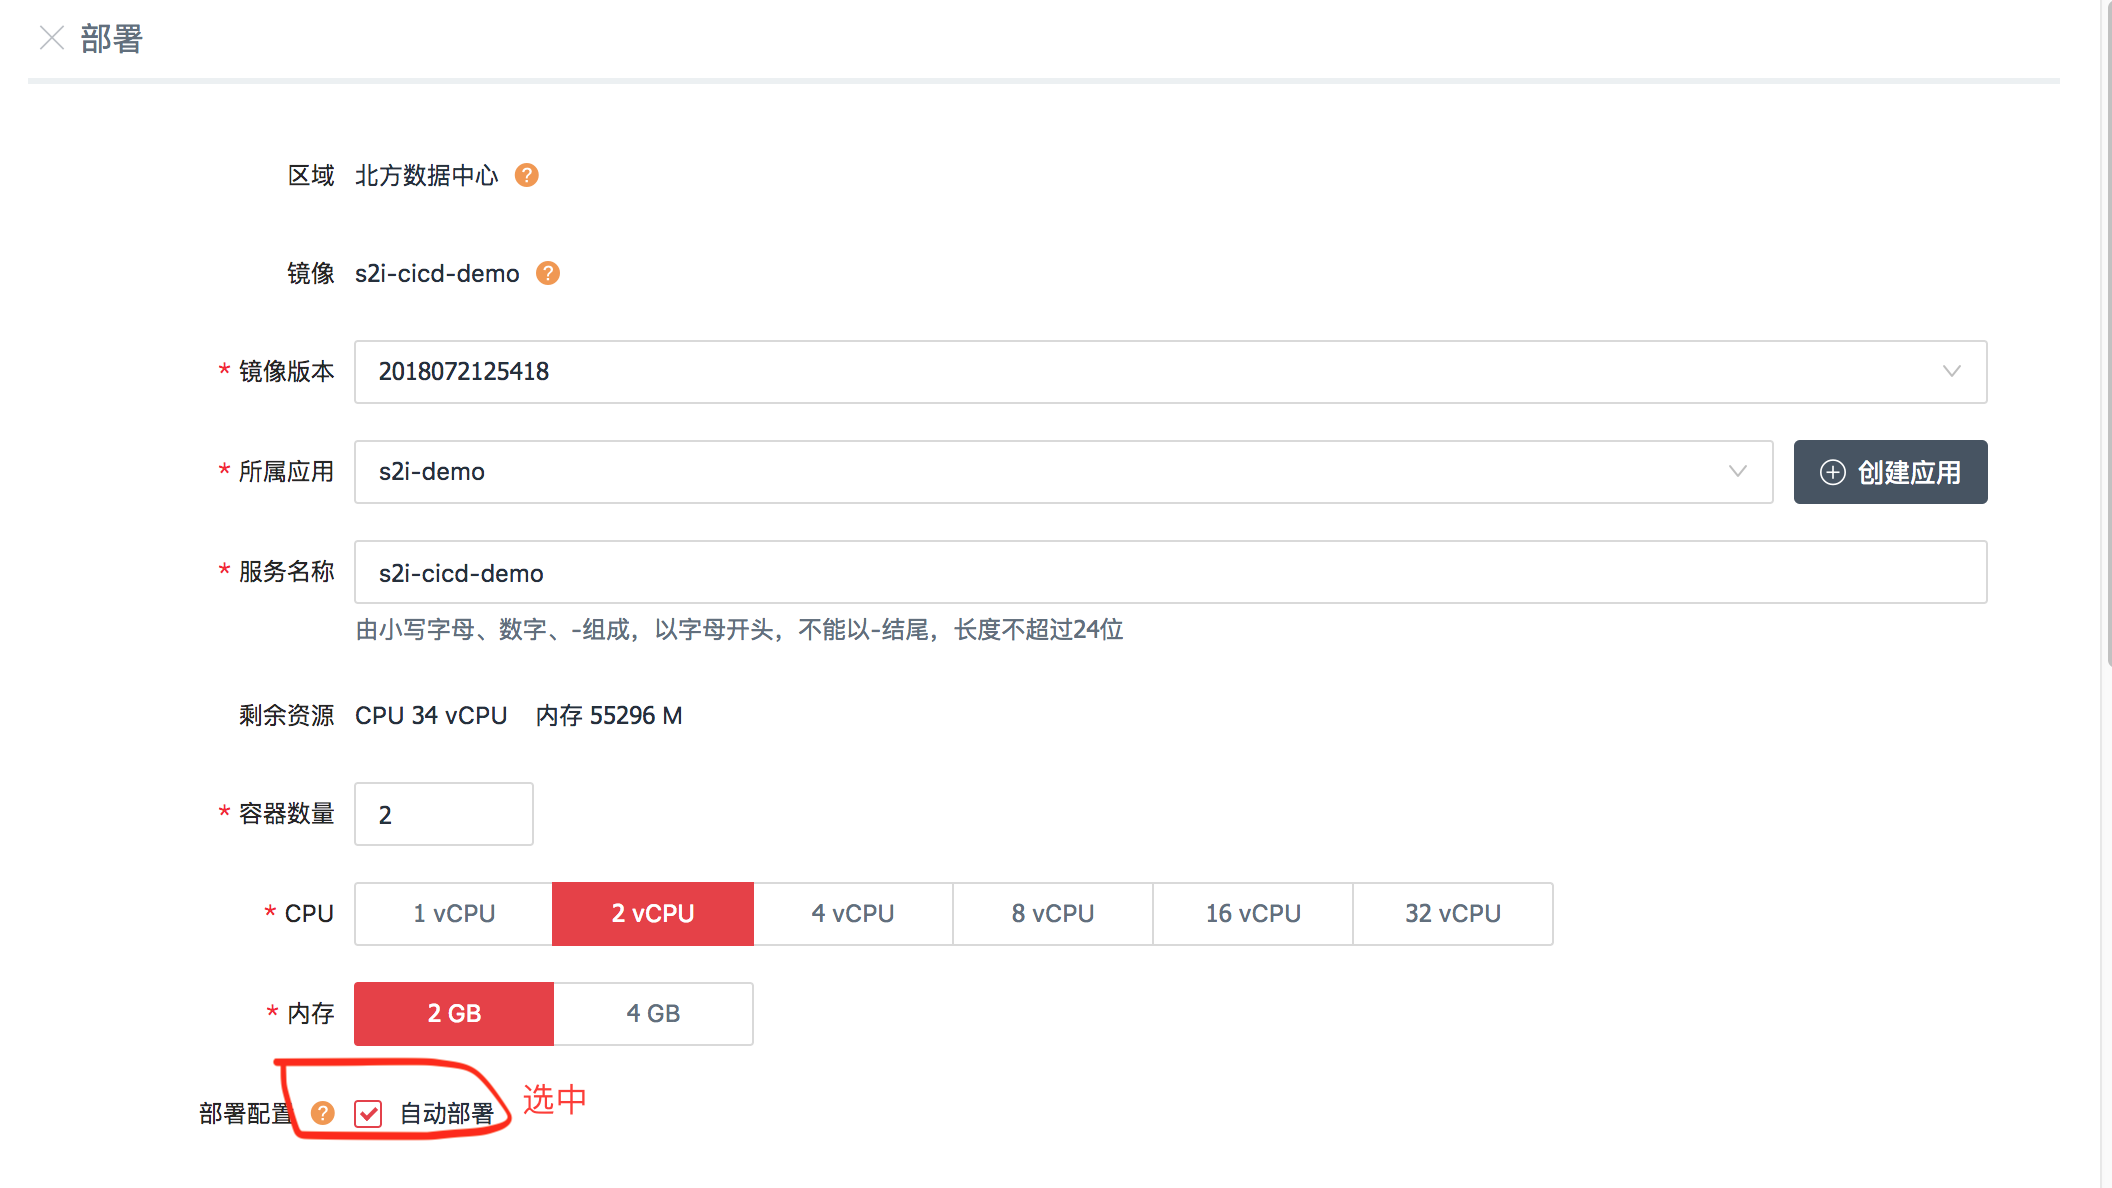 部署
区域 北方数据中心 ?
镜像 s2i-cicd-demo ?
* 镜像版本 2018072125418
* 所属应用 s2i-demo 创建应用
* 服务名称 s2i-cicd-demo
由小写字母、数字、-组成，以字母开头，不能以-结尾，长度不超过24位
剩余资源 CPU 34 vCPU 内存 55296 M
* 容器数量 2
* CPU 1 vCPU 2 vCPU 4 vCPU 8 vCPU 16 vCPU 32 vCPU
* 内存 2 GB 4 GB
部署配置 ? 自动部署 选中